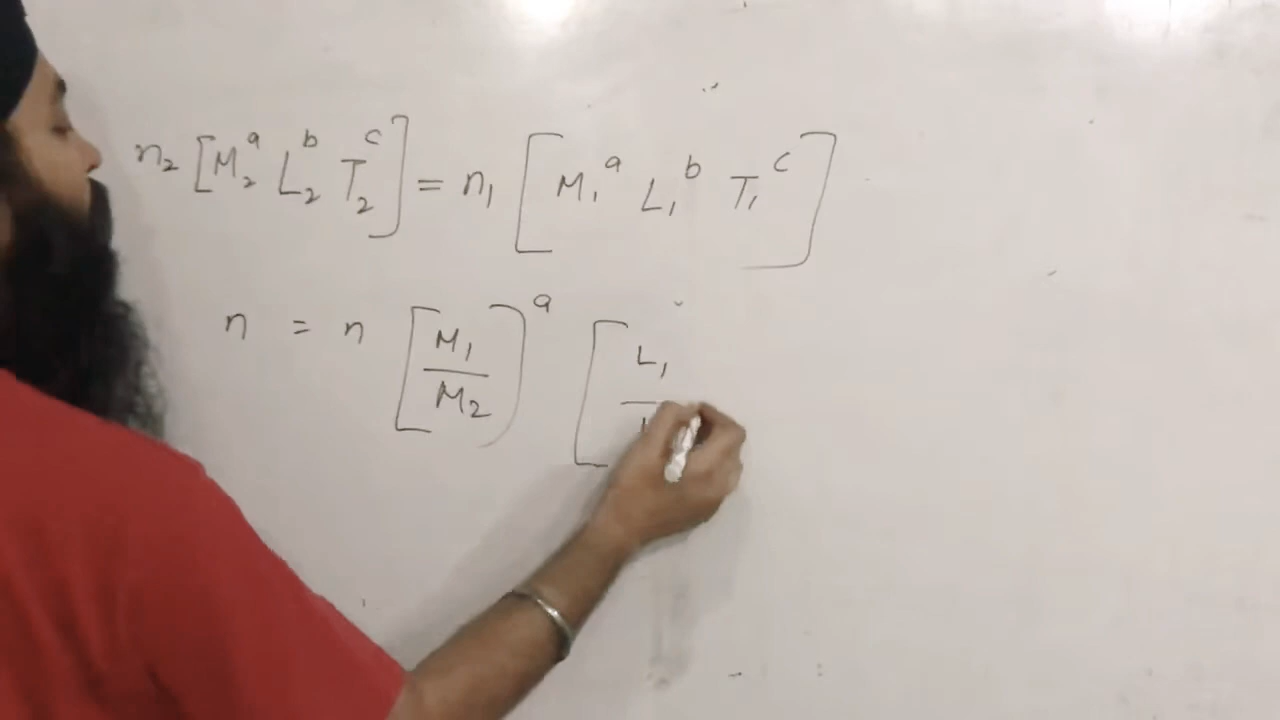 n₂ [M₂ᵃ L₂ᵇ T₂ᶜ] = n₁ [M₁ᵃ L₁ᵇ T₁ᶜ]
n = n [M₁/M₂]ᵃ [L₁/